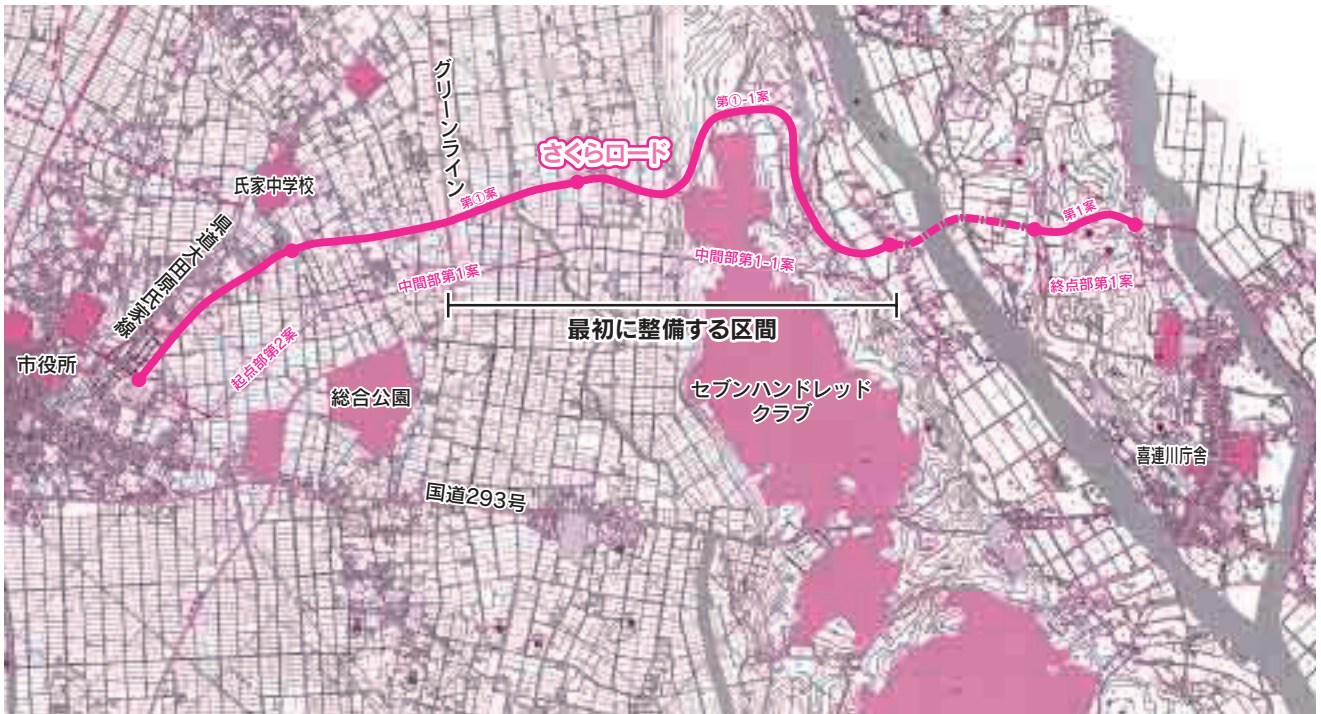 グリーンライン
第①-1案
さくらロード
氏家中学校
第①案
第1案
県道大田原氏家線
中間部第1案
中間部第1-1案
終点部第1案
最初に整備する区間
起点部第2案
市役所
総合公園
セブンハンドレッド
クラブ
喜連川庁舎
国道293号